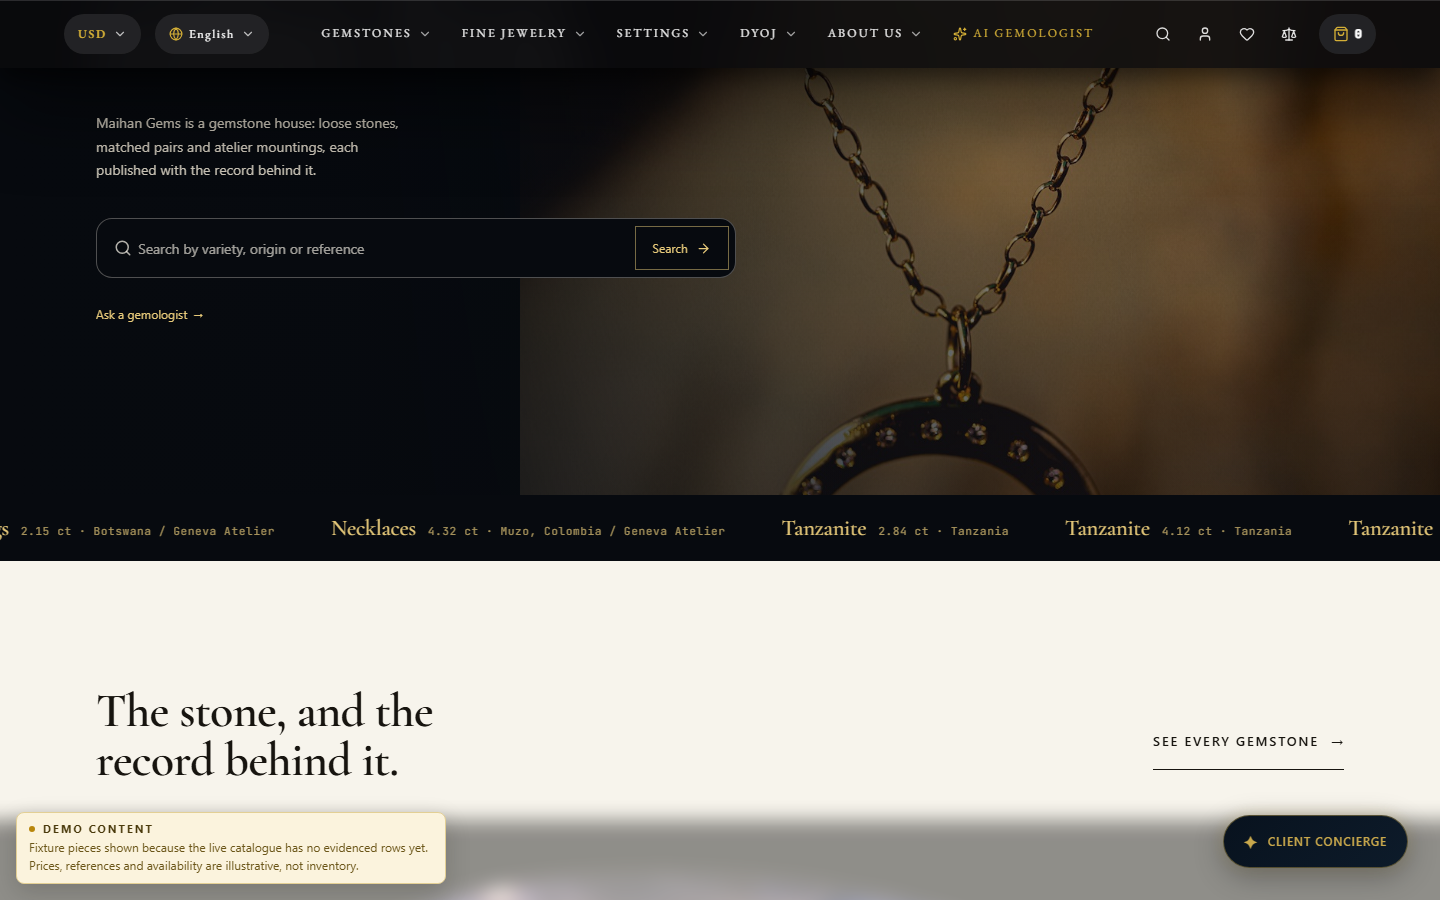 USD
English
GEMSTONES
FINE JEWELRY
SETTINGS
DYOJ
ABOUT US
AI GEMOLOGIST
0
Maihan Gems is a gemstone house: loose stones,
matched pairs and atelier mountings, each
published with the record behind it.
Search by variety, origin or reference
Search →
Ask a gemologist →
2.15 ct · Botswana / Geneva Atelier
Necklaces 4.32 ct · Muzo, Colombia / Geneva Atelier
Tanzanite 2.84 ct · Tanzania
Tanzanite 4.12 ct · Tanzania
Tanzanite
The stone, and the
record behind it.
SEE EVERY GEMSTONE →
DEMO CONTENT
Fixture pieces shown because the live catalogue has no evidenced rows yet.
Prices, references and availability are illustrative, not inventory.
CLIENT CONCIERGE